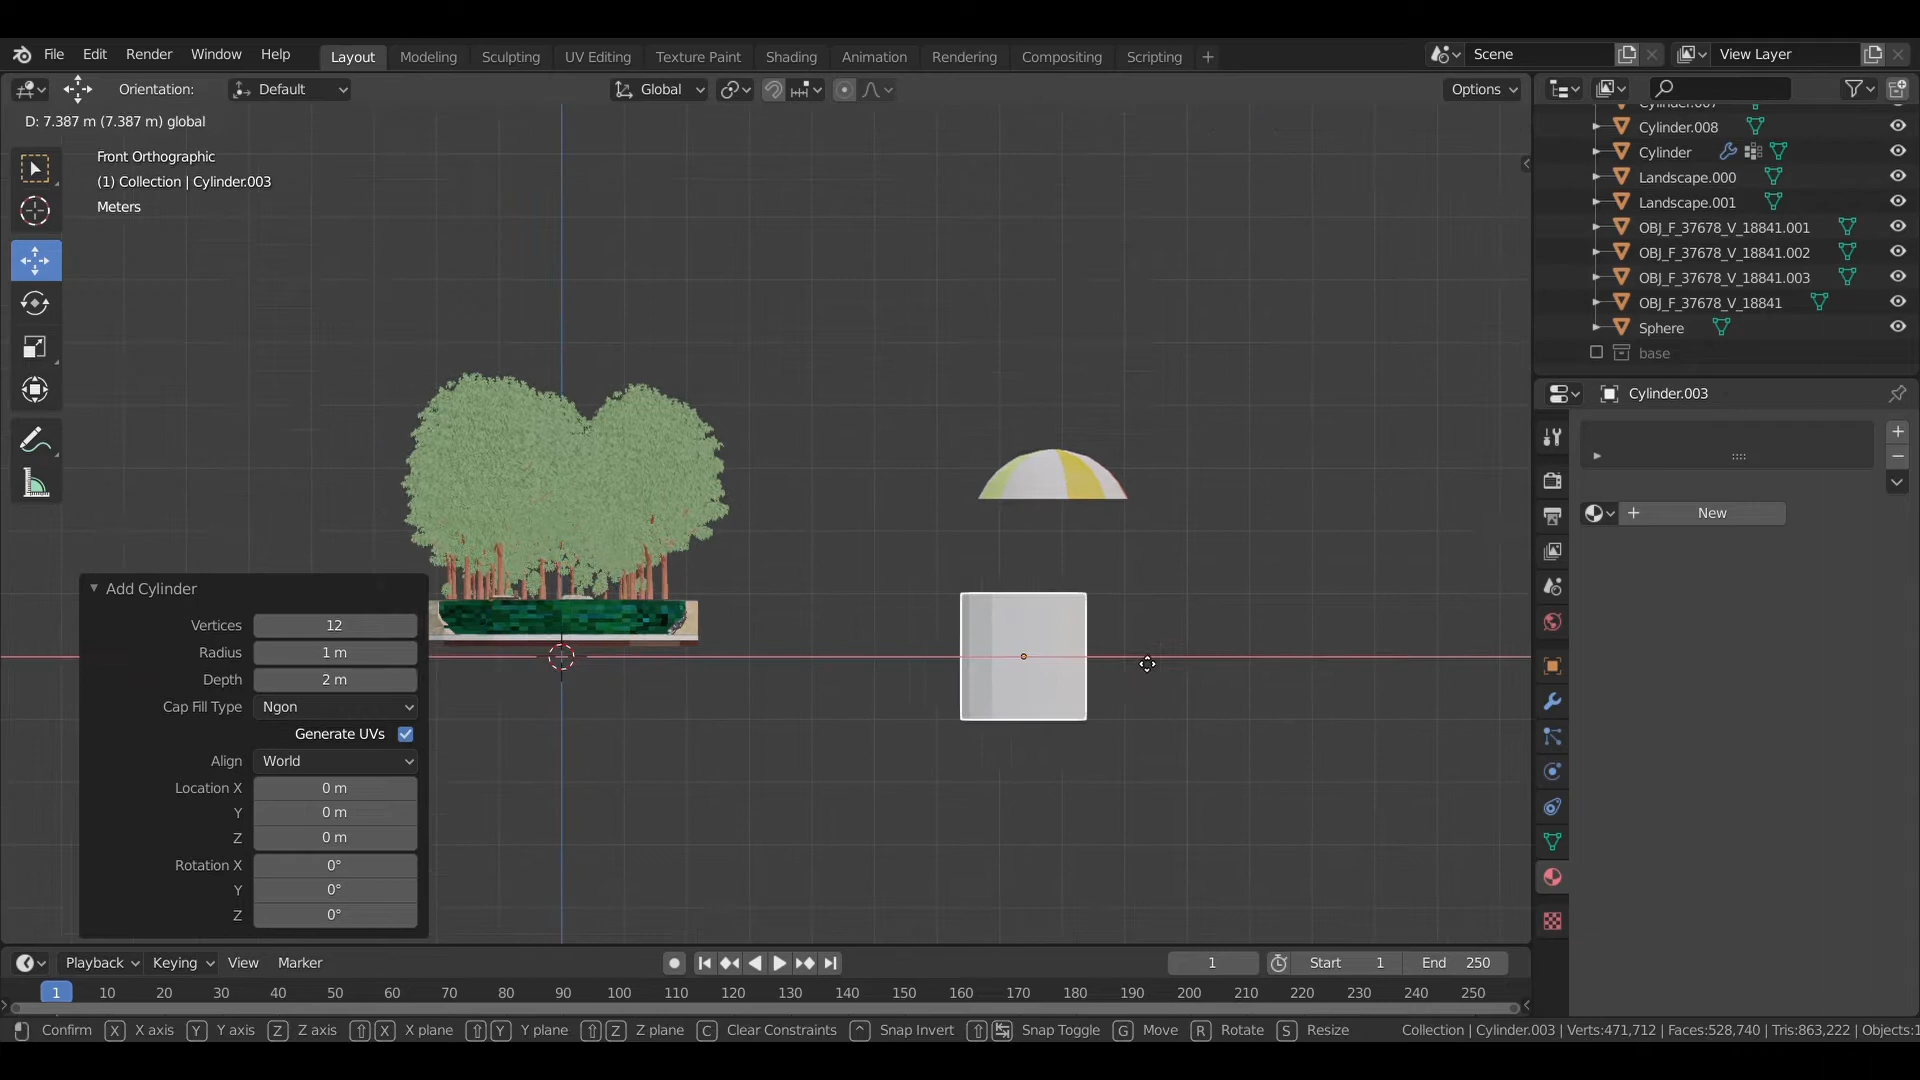 File Edit Render Window Help Layout Modeling Sculpting UV Editing Texture Paint Shading Animation Rendering Compositing Scripting + Scene View Layer
Orientation: Default Global Options
D: 7.387 m (7.387 m) global
Front Orthographic
(1) Collection | Cylinder.003
Meters
Cylinder.007
Cylinder.008
Cylinder
Landscape.000
Landscape.001
OBJ_F_37678_V_18841.001
OBJ_F_37678_V_18841.002
OBJ_F_37678_V_18841.003
OBJ_F_37678_V_18841
Sphere
base
Cylinder.003
+ New
Add Cylinder
Vertices 12
Radius 1 m
Depth 2 m
Cap Fill Type Ngon
Generate UVs
Align World
Location X 0 m
Y 0 m
Z 0 m
Rotation X 0°
Y 0°
Z 0°
Playback Keying View Marker 1 Start 1 End 250
1 10 20 30 40 50 60 70 80 90 100 110 120 130 140 150 160 170 180 190 200 210 220 230 240 250
Confirm X X axis Y Y axis Z Z axis X X plane Y Y plane Z Z plane C Clear Constraints ^ Snap Invert Snap Toggle G Move R Rotate S Resize Collection | Cylinder.003 | Verts:471,712 | Faces:528,740 | Tris:863,222 | Objects:1